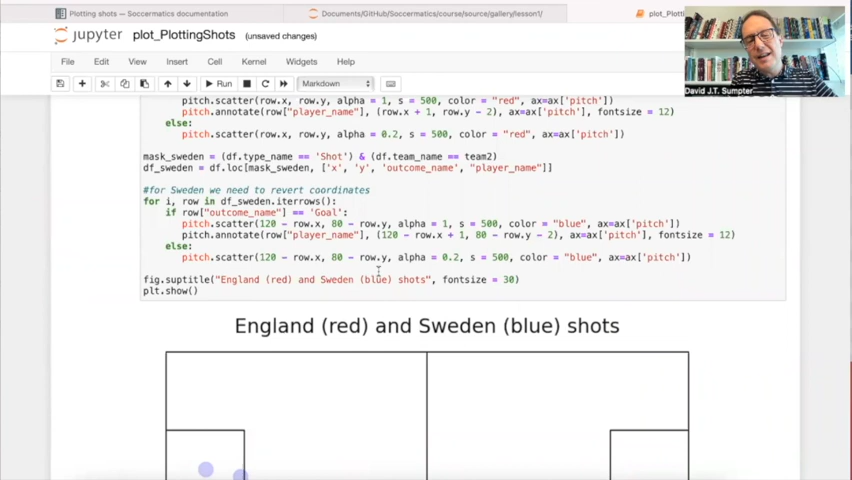 Plotting shots — Soccermatics documentation
Documents/GitHub/Soccermatics/course/source/gallery/lesson1/
plot_Plotting
jupyter plot_PlottingShots (unsaved changes)
David J.T. Sumpter
File Edit View Insert Cell Kernel Widgets Help
Run Markdown
pitch.scatter(row.x, row.y, alpha = 1, s = 500, color = "red", ax=ax['pitch'])
pitch.annotate(row["player_name"], (row.x + 1, row.y - 2), ax=ax['pitch'], fontsize = 12)
else:
pitch.scatter(row.x, row.y, alpha = 0.2, s = 500, color = "red", ax=ax['pitch'])
mask_sweden = (df.type_name == 'Shot') & (df.team_name == team2)
df_sweden = df.loc[mask_sweden, ['x', 'y', 'outcome_name', "player_name"]]
#for Sweden we need to revert coordinates
for i, row in df_sweden.iterrows():
if row["outcome_name"] == 'Goal':
pitch.scatter(120 - row.x, 80 - row.y, alpha = 1, s = 500, color = "blue", ax=ax['pitch'])
pitch.annotate(row["player_name"], (120 - row.x + 1, 80 - row.y - 2), ax=ax['pitch'], fontsize = 12)
else:
pitch.scatter(120 - row.x, 80 - row.y, alpha = 0.2, s = 500, color = "blue", ax=ax['pitch'])
fig.suptitle("England (red) and Sweden (blue) shots", fontsize = 30)
plt.show()
England (red) and Sweden (blue) shots